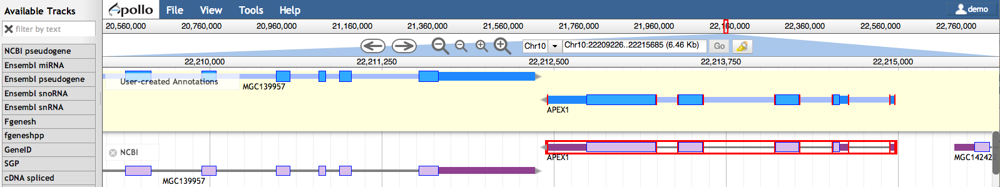 Available Tracks
filter by text
NCBI pseudogene
Ensembl miRNA
Ensembl pseudogene
Ensembl snoRNA
Ensembl snRNA
Fgenesh
fgeneshpp
GeneID
SGP
cDNA spliced
Apollo File View Tools Help demo
20,560,000 20,760,000 20,960,000 21,160,000 21,360,000 21,560,000 21,760,000 21,960,000 22,160,000 22,360,000 22,560,000 22,760,000
Chr10 Chr10:22209226..22215685 (6.46 Kb) Go
22,210,000 22,211,250 22,212,500 22,213,750 22,215,000
User-created Annotations
MGC139957
APEX1
NCBI
APEX1
MGC142422
MGC139957